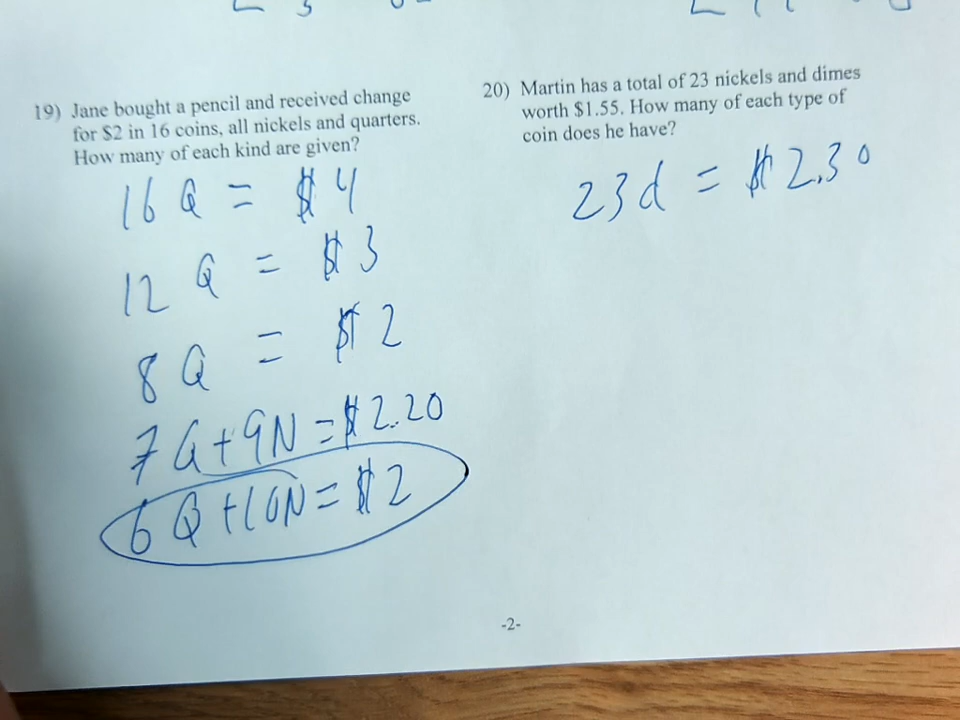 19) Jane bought a pencil and received change
for $2 in 16 coins, all nickels and quarters.
How many of each kind are given?
16 Q = $4
12 Q = $3
8 Q = $2
7 Q + 9N = $2.20
6 Q + 10N = $2
20) Martin has a total of 23 nickels and dimes
worth $1.55. How many of each type of
coin does he have?
23d = $2.30
-2-